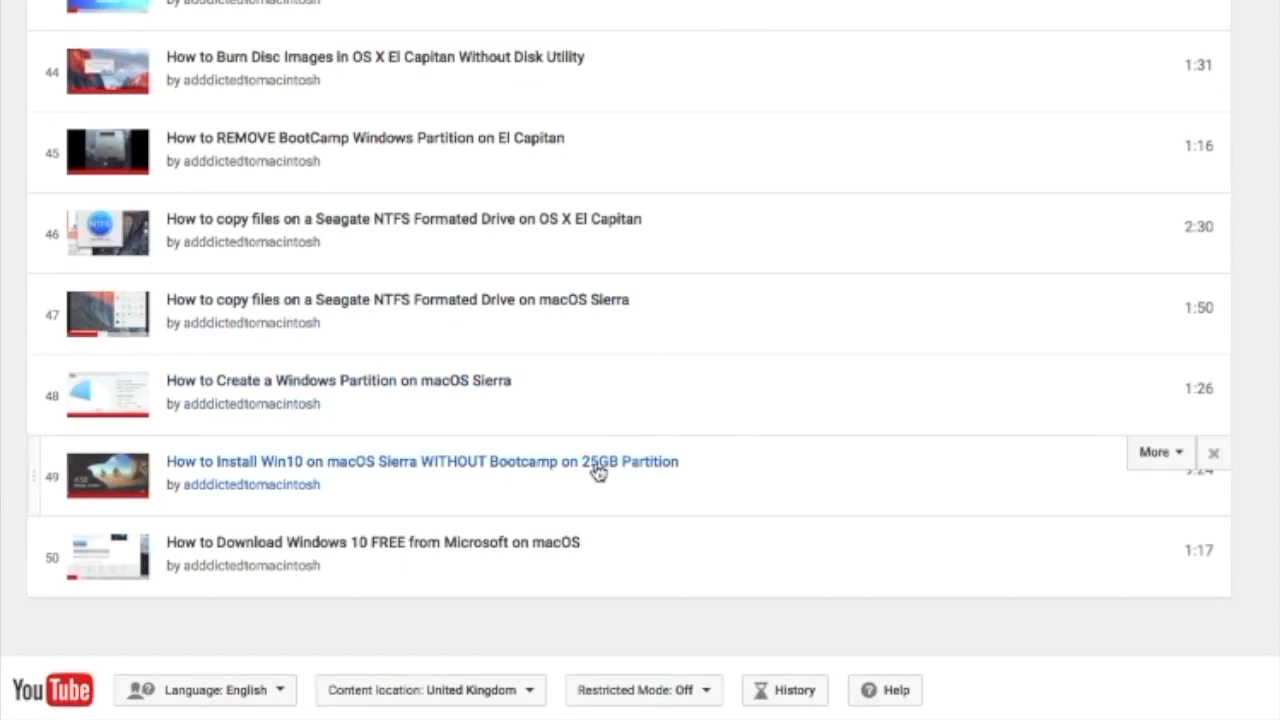 by adddictedtomacintosh
44
How to Burn Disc Images in OS X El Capitan Without Disk Utility
1:31
by adddictedtomacintosh
45
How to REMOVE BootCamp Windows Partition on El Capitan
1:16
by adddictedtomacintosh
46
How to copy files on a Seagate NTFS Formated Drive on OS X El Capitan
2:30
by adddictedtomacintosh
47
How to copy files on a Seagate NTFS Formated Drive on macOS Sierra
1:50
by adddictedtomacintosh
48
How to Create a Windows Partition on macOS Sierra
1:26
by adddictedtomacintosh
49
How to Install Win10 on macOS Sierra WITHOUT Bootcamp on 25GB Partition
More
by adddictedtomacintosh
50
How to Download Windows 10 FREE from Microsoft on macOS
1:17
by adddictedtomacintosh
YouTube
Language: English
Content location: United Kingdom
Restricted Mode: Off
History
Help